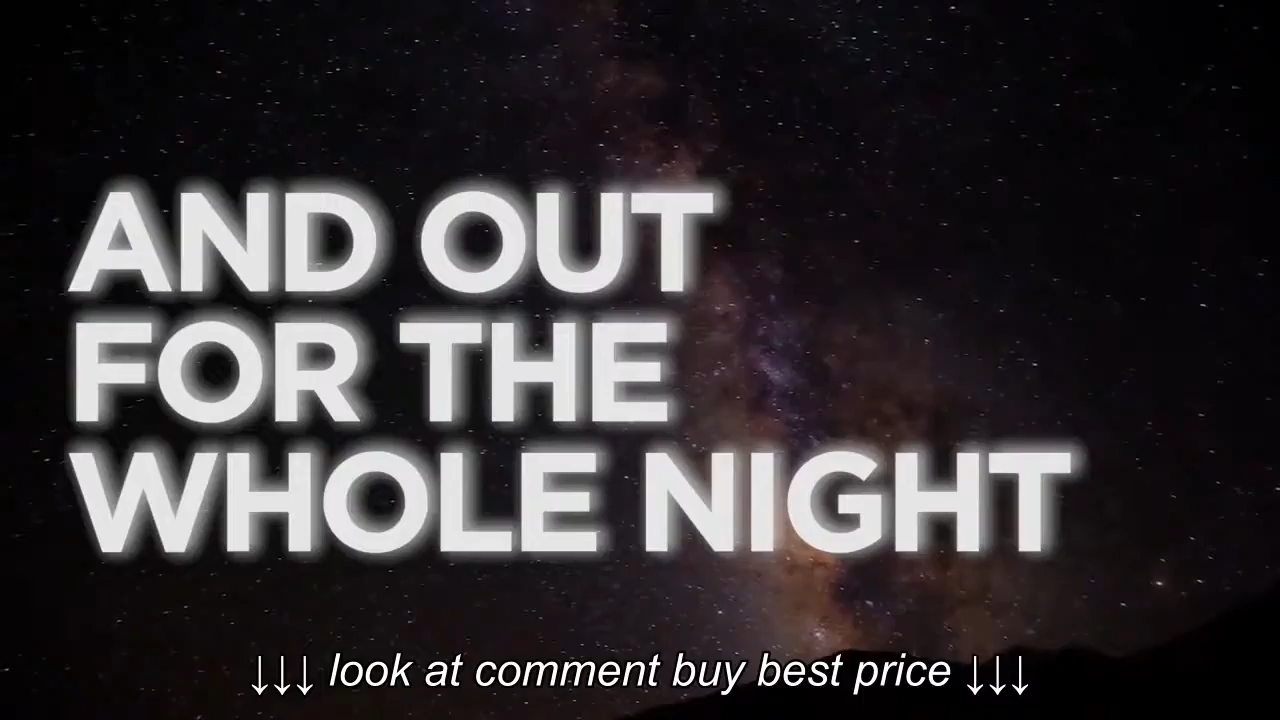 AND OUT
FOR THE
WHOLE NIGHT
↓↓↓ look at comment buy best price ↓↓↓